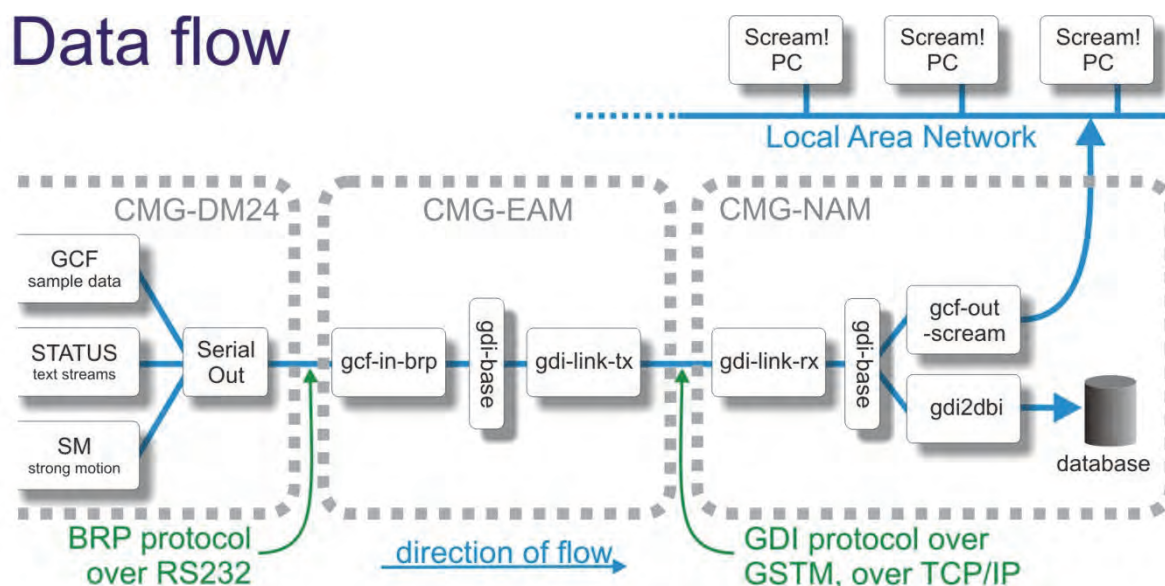 Data flow
Scream!
PC
Scream!
PC
Scream!
PC
Local Area Network
CMG-DM24
CMG-EAM
CMG-NAM
GCF
sample data
STATUS
text streams
SM
strong motion
Serial
Out
gcf-in-brp
gdi-base
gdi-link-tx
gdi-link-rx
gdi-base
gcf-out
-scream
gdi2dbi
database
BRP protocol
over RS232
direction of flow
GDI protocol over
GSTM, over TCP/IP